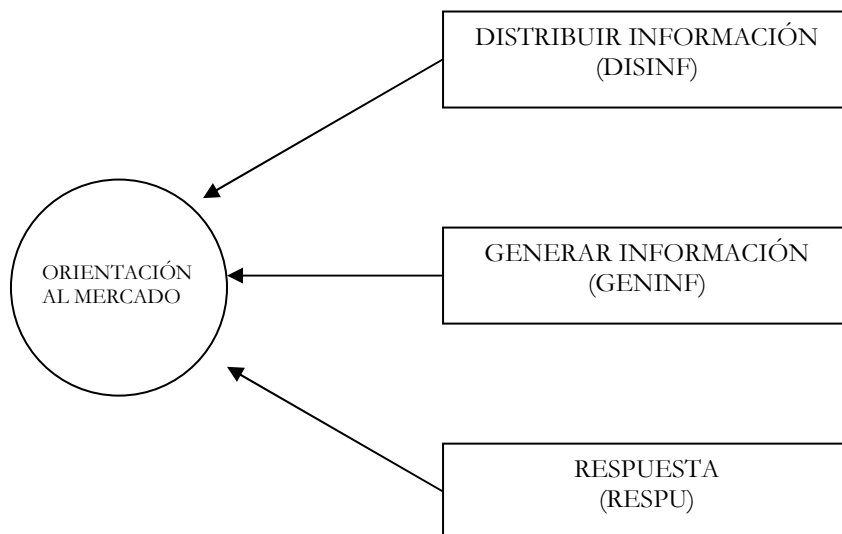 DISTRIBUIR INFORMACIÓN
(DISINF)
GENERAR INFORMACIÓN
(GENINF)
ORIENTACIÓN
AL MERCADO
RESPUESTA
(RESPU)